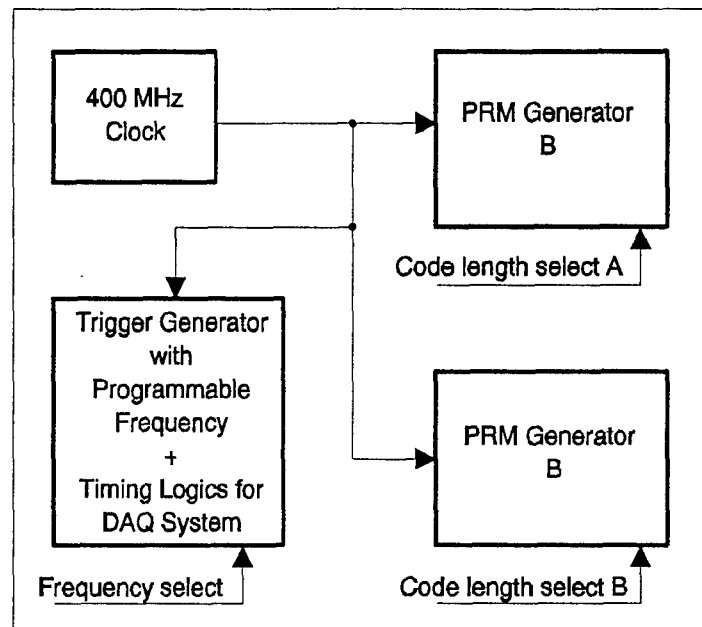 400 MHz
Clock
PRM Generator
B
Code length select A
Trigger Generator
with
Programmable
Frequency
+
Timing Logics for
DAQ System
Frequency select
PRM Generator
B
Code length select B